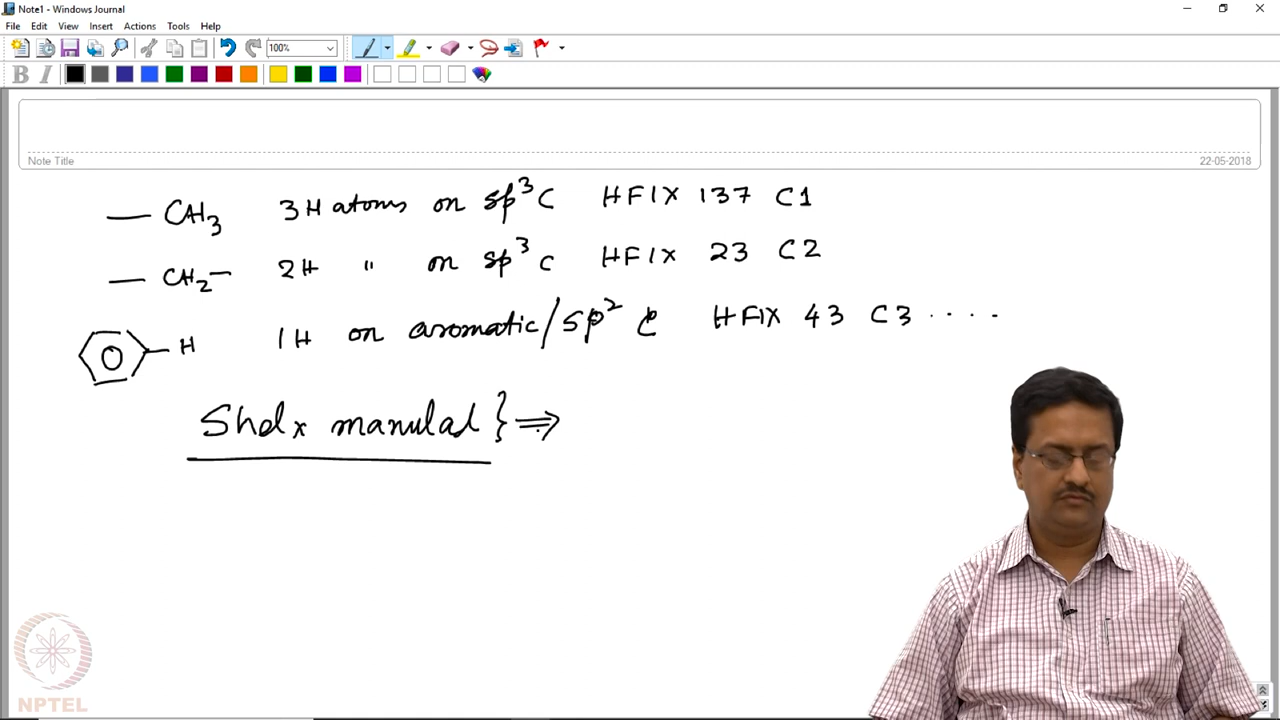 Note1 - Windows Journal
File Edit View Insert Actions Tools Help
100%
B I
Note Title
22-05-2018
— CH3 3H atoms on sp³ C HFIX 137 C1
— CH2 — 2H " on sp³ C HFIX 23 C2
— H 1H on aromatic/sp² C HFIX 43 C3 ....
Shelx manulal } ⇒
NPTEL